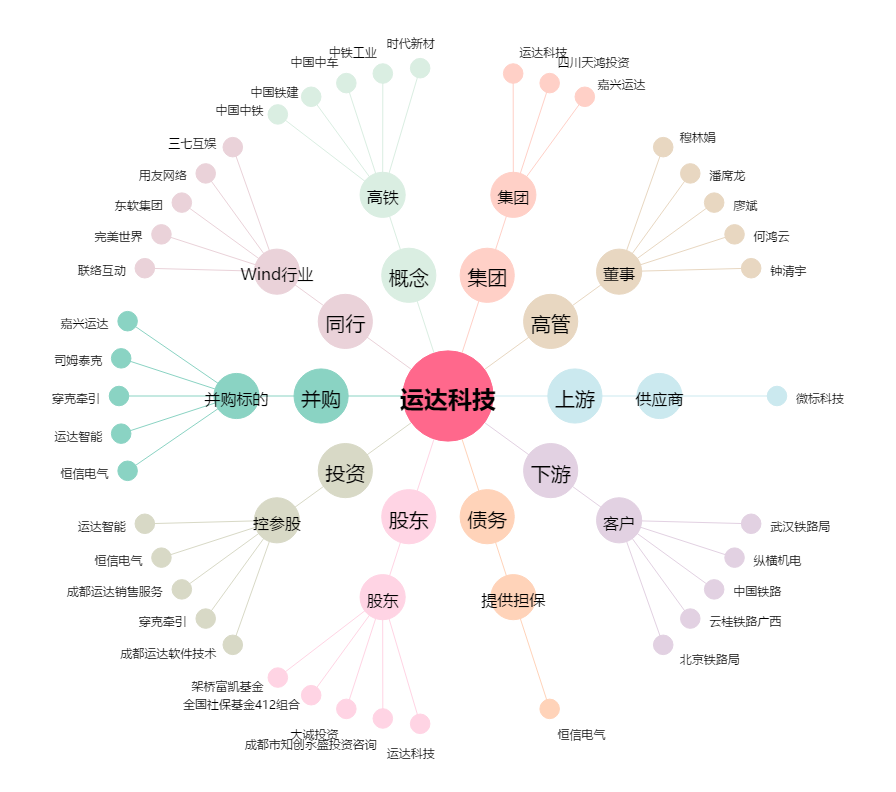 时代新材
中铁工业
运达科技
中国中车
四川天鸿投资
嘉兴运达
中国铁建
中国中铁
穆林娟
三七互娱
用友网络
潘席龙
高铁
集团
东软集团
廖斌
完美世界
何鸿云
联络互动
Wind行业
概念
集团
董事
钟清宇
嘉兴运达
同行
高管
司姆泰克
穿克牵引
并购标的
并购
运达科技
上游
供应商
微标科技
运达智能
恒信电气
投资
下游
运达智能
控参股
股东
债务
客户
武汉铁路局
恒信电气
纵横机电
成都运达销售服务
中国铁路
股东
提供担保
穿克牵引
云桂铁路广西
成都运达软件技术
北京铁路局
架桥富凯基金
全国社保基金412组合
大诚投资
恒信电气
成都市知创永盛投资咨询
运达科技